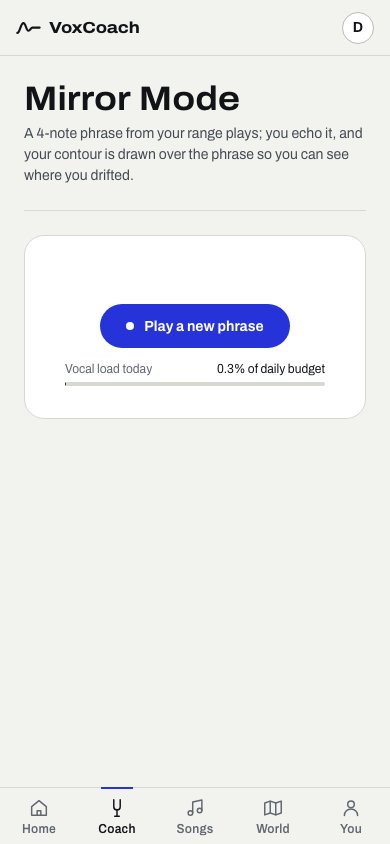 VoxCoach
D
Mirror Mode
A 4-note phrase from your range plays; you echo it, and
your contour is drawn over the phrase so you can see
where you drifted.
Play a new phrase
Vocal load today 0.3% of daily budget
Home Coach Songs World You